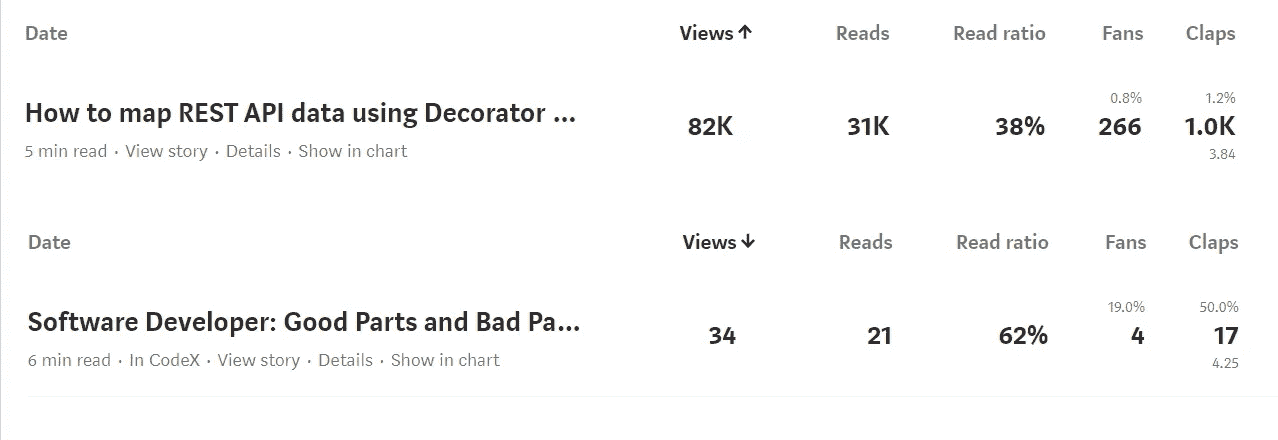 Date Views ↑ Reads Read ratio Fans Claps
0.8% 1.2%
How to map REST API data using Decorator ... 82K 31K 38% 266 1.0K
5 min read · View story · Details · Show in chart 3.84
Date Views ↓ Reads Read ratio Fans Claps
19.0% 50.0%
Software Developer: Good Parts and Bad Pa... 34 21 62% 4 17
6 min read · In CodeX · View story · Details · Show in chart 4.25